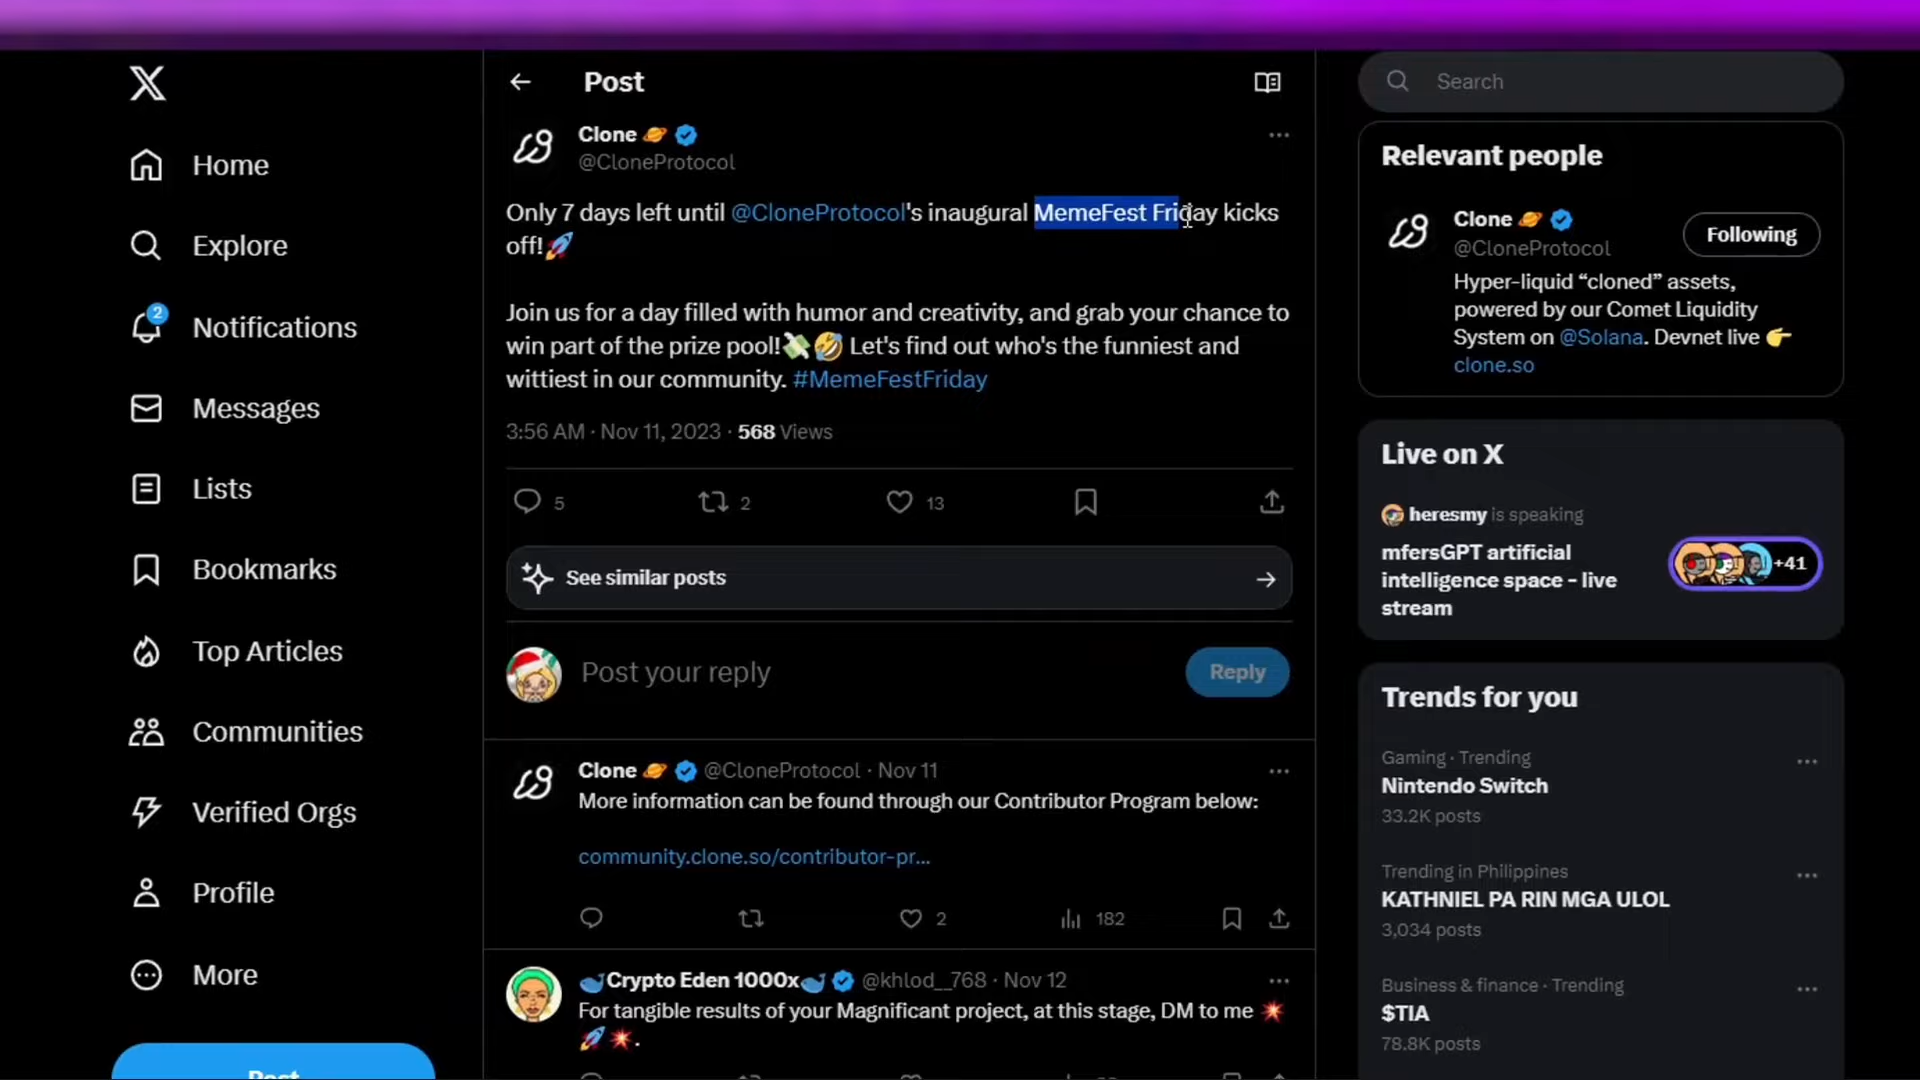 Home
Explore
2
Notifications
Messages
Lists
Bookmarks
Top Articles
Communities
Verified Orgs
Profile
More
Post
Post
Clone
@CloneProtocol
Only 7 days left until @CloneProtocol's inaugural MemeFest Friday kicks
off!
Join us for a day filled with humor and creativity, and grab your chance to
win part of the prize pool! Let's find out who's the funniest and
wittiest in our community. #MemeFestFriday
3:56 AM · Nov 11, 2023 · 568 Views
5
2
13
See similar posts
Post your reply
Reply
Clone @CloneProtocol · Nov 11
More information can be found through our Contributor Program below:
community.clone.so/contributor-pr...
2
182
Crypto Eden 1000x @khlod__768 · Nov 12
For tangible results of your Magnificant project, at this stage, DM to me
.
Search
Relevant people
Clone
@CloneProtocol
Following
Hyper-liquid “cloned” assets,
powered by our Comet Liquidity
System on @Solana. Devnet live
clone.so
Live on X
heresmy is speaking
mfersGPT artificial
intelligence space - live
stream
+41
Trends for you
Gaming · Trending
Nintendo Switch
33.2K posts
Trending in Philippines
KATHNIEL PA RIN MGA ULOL
3,034 posts
Business & finance · Trending
$TIA
78.8K posts